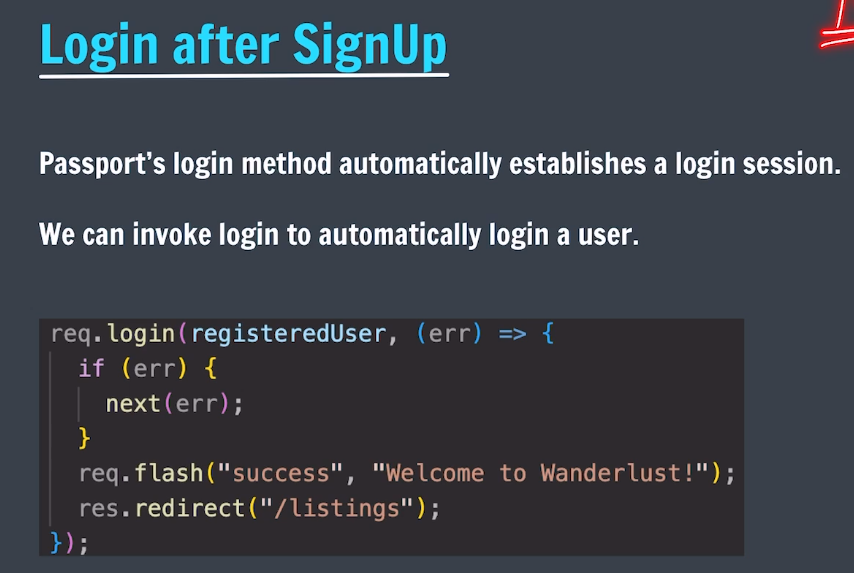 Login after SignUp
Passport's login method automatically establishes a login session.
We can invoke login to automatically login a user.
req.login(registeredUser, (err) => {
if (err) {
next(err);
}
req.flash("success", "Welcome to Wanderlust!");
res.redirect("/listings");
});